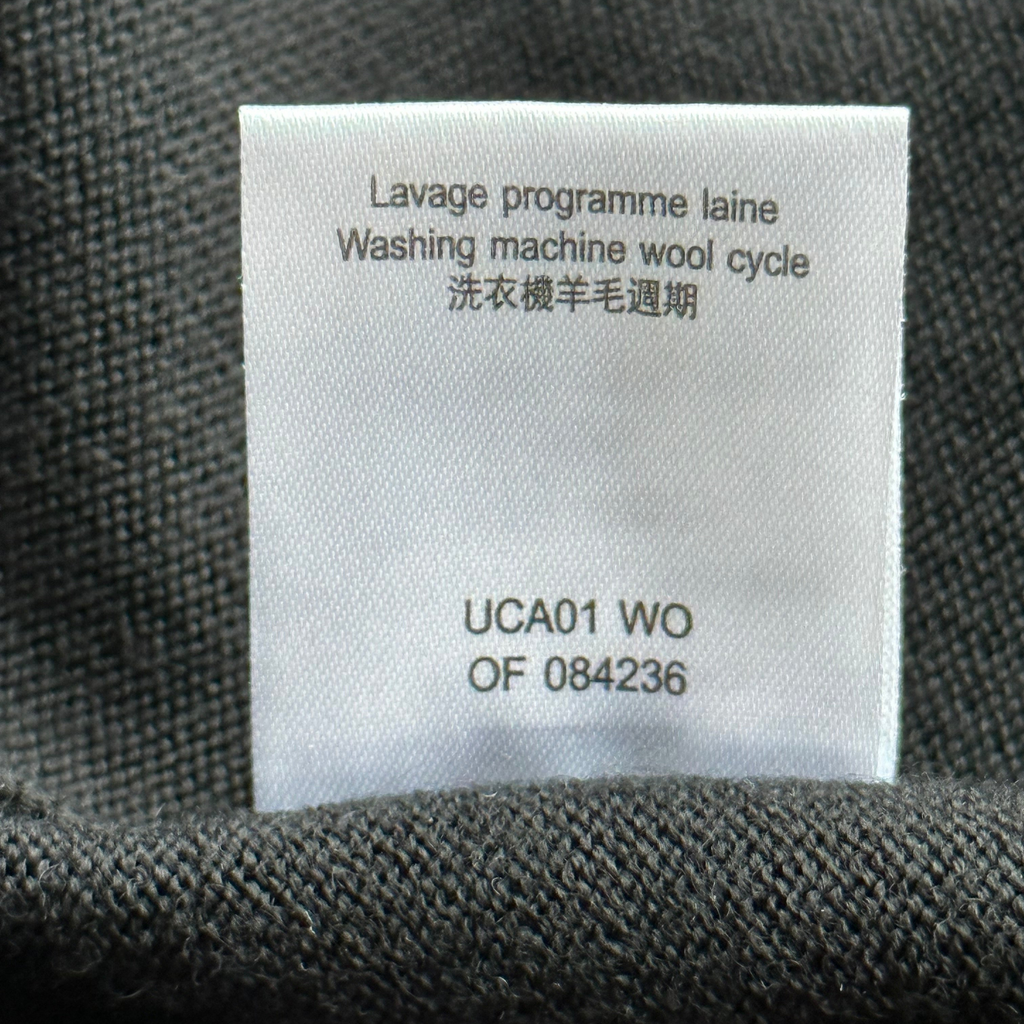 Lavage programme laine
Washing machine wool cycle
洗衣機羊毛週期
UCA01 WO
OF 084236